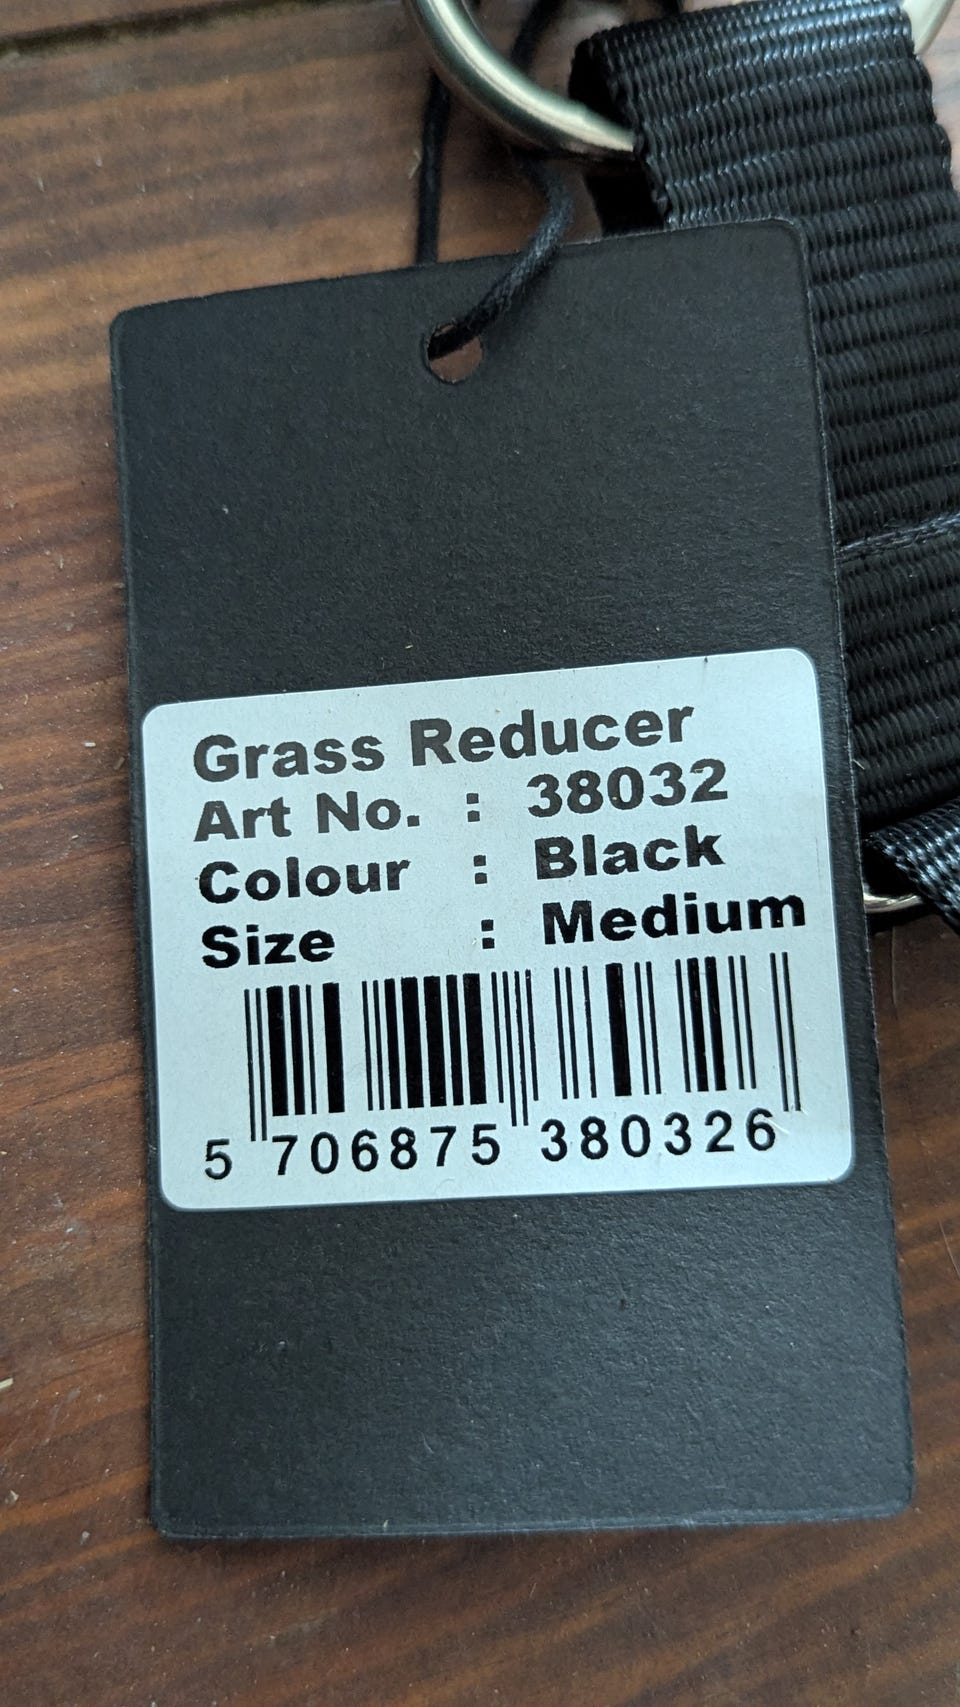 Grass Reducer
Art No. : 38032
Colour : Black
Size : Medium
5 706875 380326